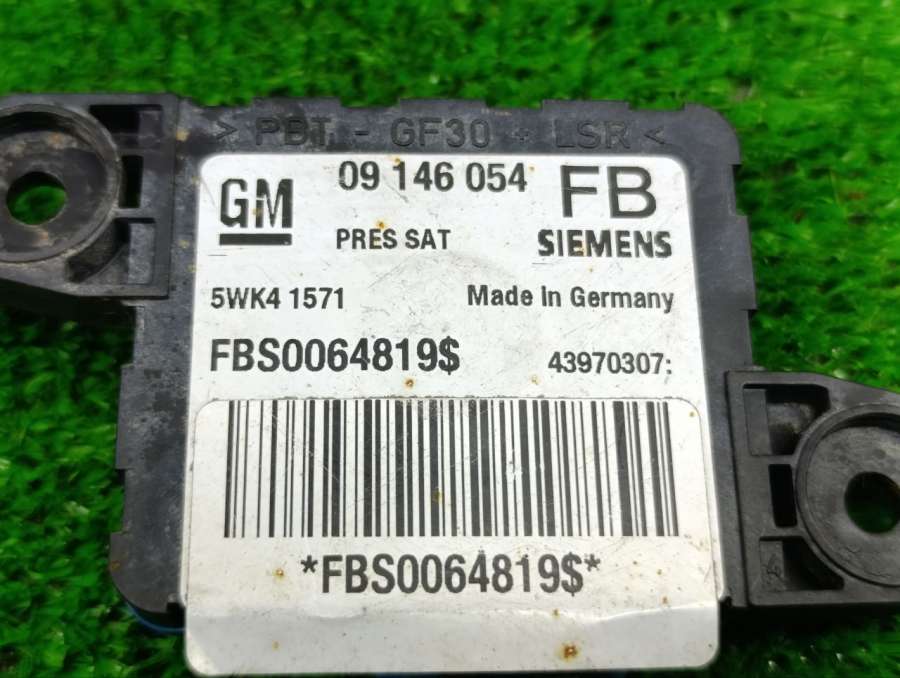 > PBT - GF30 + LSR <
GM 09 146 054 FB
PRES SAT SIEMENS
5WK4 1571 Made in Germany
FBS0064819$ 43970307:
*FBS0064819$*